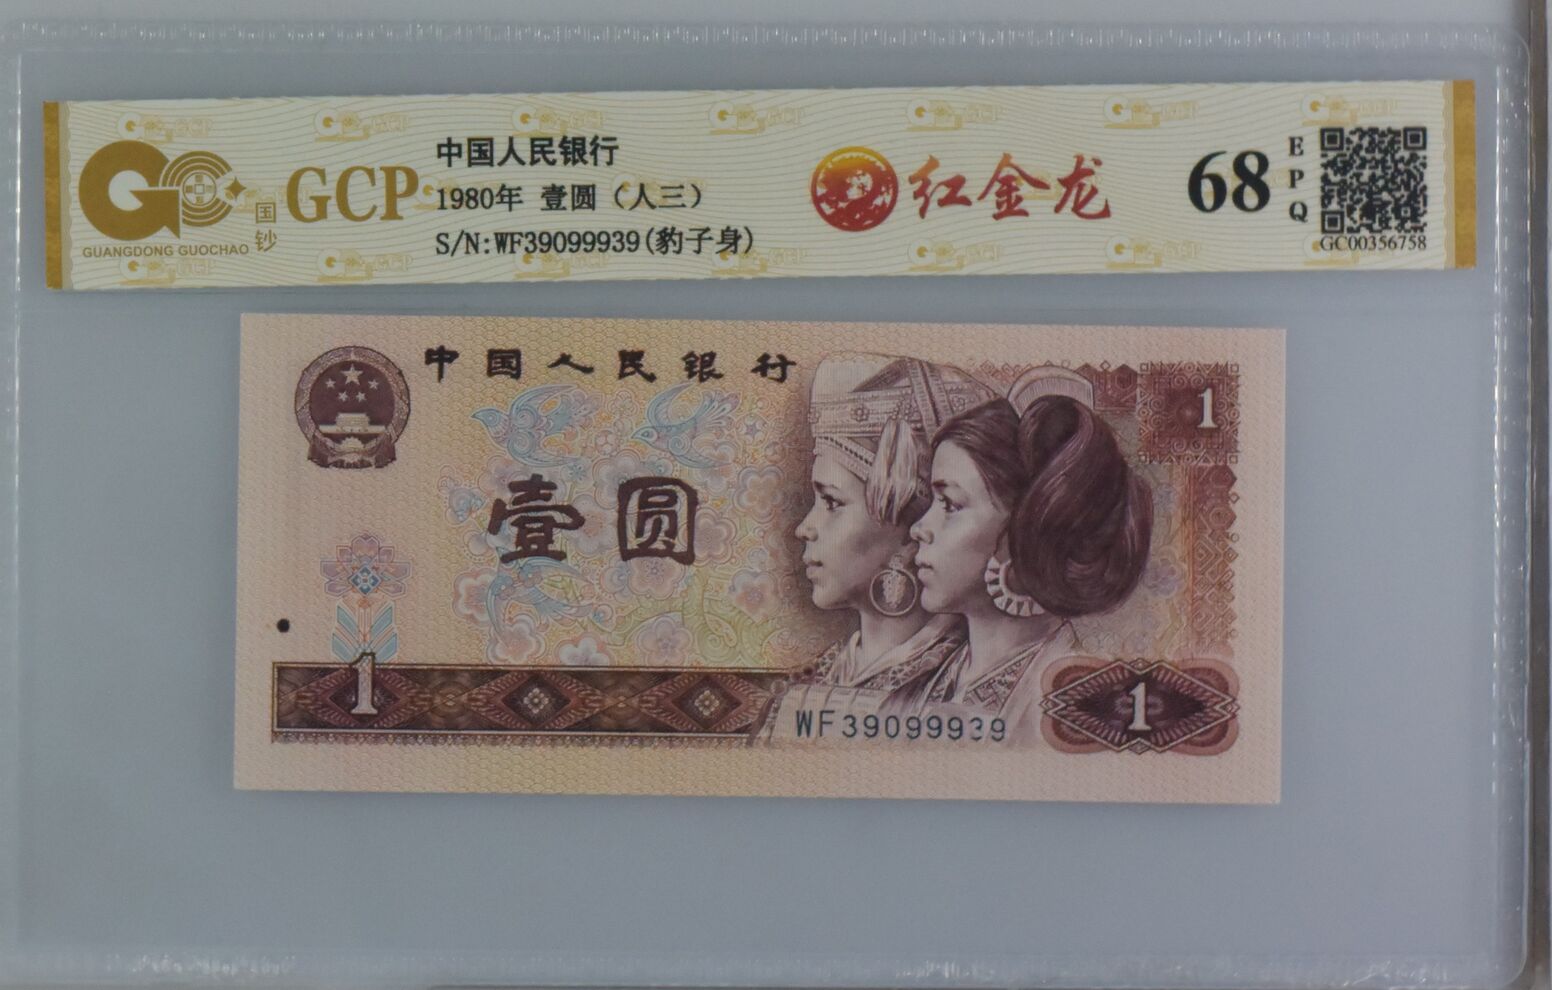 GCP
国钞
GUANGDONG GUOCHAO
中国人民银行
1980年 壹圆（人三）
S/N:WF39099939(豹子身)
红金龙
68
EPQ
GC00356758
中国人民银行
1
壹圆
1
WF39099939
1